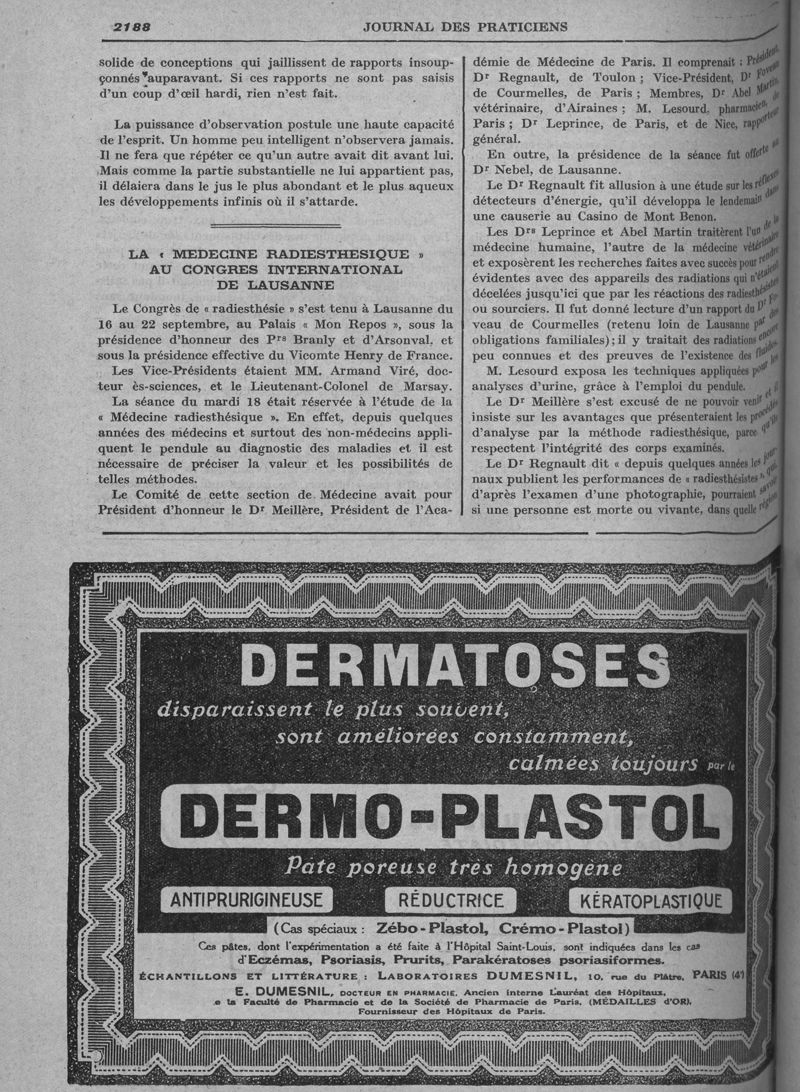 2188
JOURNAL DES PRATICIENS
solide de conceptions qui jaillissent de rapports insoup-
çonnés auparavant. Si ces rapports ne sont pas saisis
d'un coup d'œil hardi, rien n'est fait.
La puissance d'observation postule une haute capacité
de l'esprit. Un homme peu intelligent n'observera jamais.
Il ne fera que répéter ce qu'un autre avait dit avant lui.
Mais comme la partie substantielle ne lui appartient pas,
il délaiera dans le jus le plus abondant et le plus aqueux
les développements infinis où il s'attarde.
LA « MEDECINE RADIESTHESIQUE »
AU CONGRES INTERNATIONAL
DE LAUSANNE
Le Congrès de « radiesthésie » s'est tenu à Lausanne du
16 au 22 septembre, au Palais « Mon Repos », sous la
présidence d'honneur des Prs Branly et d'Arsonval, et
sous la présidence effective du Vicomte Henry de France.
Les Vice-Présidents étaient MM. Armand Viré, doc-
teur ès-sciences, et le Lieutenant-Colonel de Marsay.
La séance du mardi 18 était réservée à l'étude de la
« Médecine radiesthésique ». En effet, depuis quelques
années des médecins et surtout des non-médecins appli-
quent le pendule au diagnostic des maladies et il est
nécessaire de préciser la valeur et les possibilités de
telles méthodes.
Le Comité de cette section de Médecine avait pour
Président d'honneur le Dr Meillère, Président de l'Aca-
démie de Médecine de Paris. Il comprenait : Président,
Dr Regnault, de Toulon ; Vice-Président, Dr Foveau
de Courmelles, de Paris ; Membres, Dr Abel Martin,
vétérinaire, d'Airaines ; M. Lesourd, pharmacien, de
Paris ; Dr Leprince, de Paris, et de Nice, rapporteur
général.
En outre, la présidence de la séance fut offerte au
Dr Nebel, de Lausanne.
Le Dr Regnault fit allusion à une étude sur les réflexes
détecteurs d'énergie, qu'il développa le lendemain dans
une causerie au Casino de Mont Benon.
Les Drs Leprince et Abel Martin traitèrent l'un de la
médecine humaine, l'autre de la médecine vétérinaire
et exposèrent les recherches faites avec succès pour rendre
évidentes avec des appareils des radiations qui n'étaient
décelées jusqu'ici que par les réactions des radiesthésistes
ou sourciers. Il fut donné lecture d'un rapport du Dr Fo-
veau de Courmelles (retenu loin de Lausanne par des
obligations familiales) ; il y traitait des radiations encore
peu connues et des preuves de l'existence des fluides.
M. Lesourd exposa les techniques appliquées pour les
analyses d'urine, grâce à l'emploi du pendule.
Le Dr Meillère s'est excusé de ne pouvoir venir et il
insiste sur les avantages que présenteraient les procédés
d'analyse par la méthode radiesthésique, parce qu'ils
respectent l'intégrité des corps examinés.
Le Dr Regnault dit « depuis quelques années les jour-
naux publient les performances de « radiesthésistes », qui,
d'après l'examen d'une photographie, pourraient savoir
si une personne est morte ou vivante, dans quelle région
DERMATOSES
disparaissent le plus souvent,
sont améliorées constamment,
calmées toujours par le
DERMO-PLASTOL
Pâte poreuse très homogène
ANTIPRURIGINEUSE RÉDUCTRICE KÉRATOPLASTIQUE
(Cas spéciaux : Zébo-Plastol, Crémo-Plastol)
Ces pâtes, dont l'expérimentation a été faite à l'Hôpital Saint-Louis, sont indiquées dans les cas
d'Eczémas, Psoriasis, Prurits, Parakératoses psoriasiformes.
ÉCHANTILLONS ET LITTÉRATURE : LABORATOIRES DUMESNIL, 10, rue du Plâtre, PARIS (4e)
E. DUMESNIL, DOCTEUR EN PHARMACIE, Ancien interne Lauréat des Hôpitaux,
de la Faculté de Pharmacie et de la Société de Pharmacie de Paris, (MÉDAILLES d'OR),
Fournisseur des Hôpitaux de Paris.